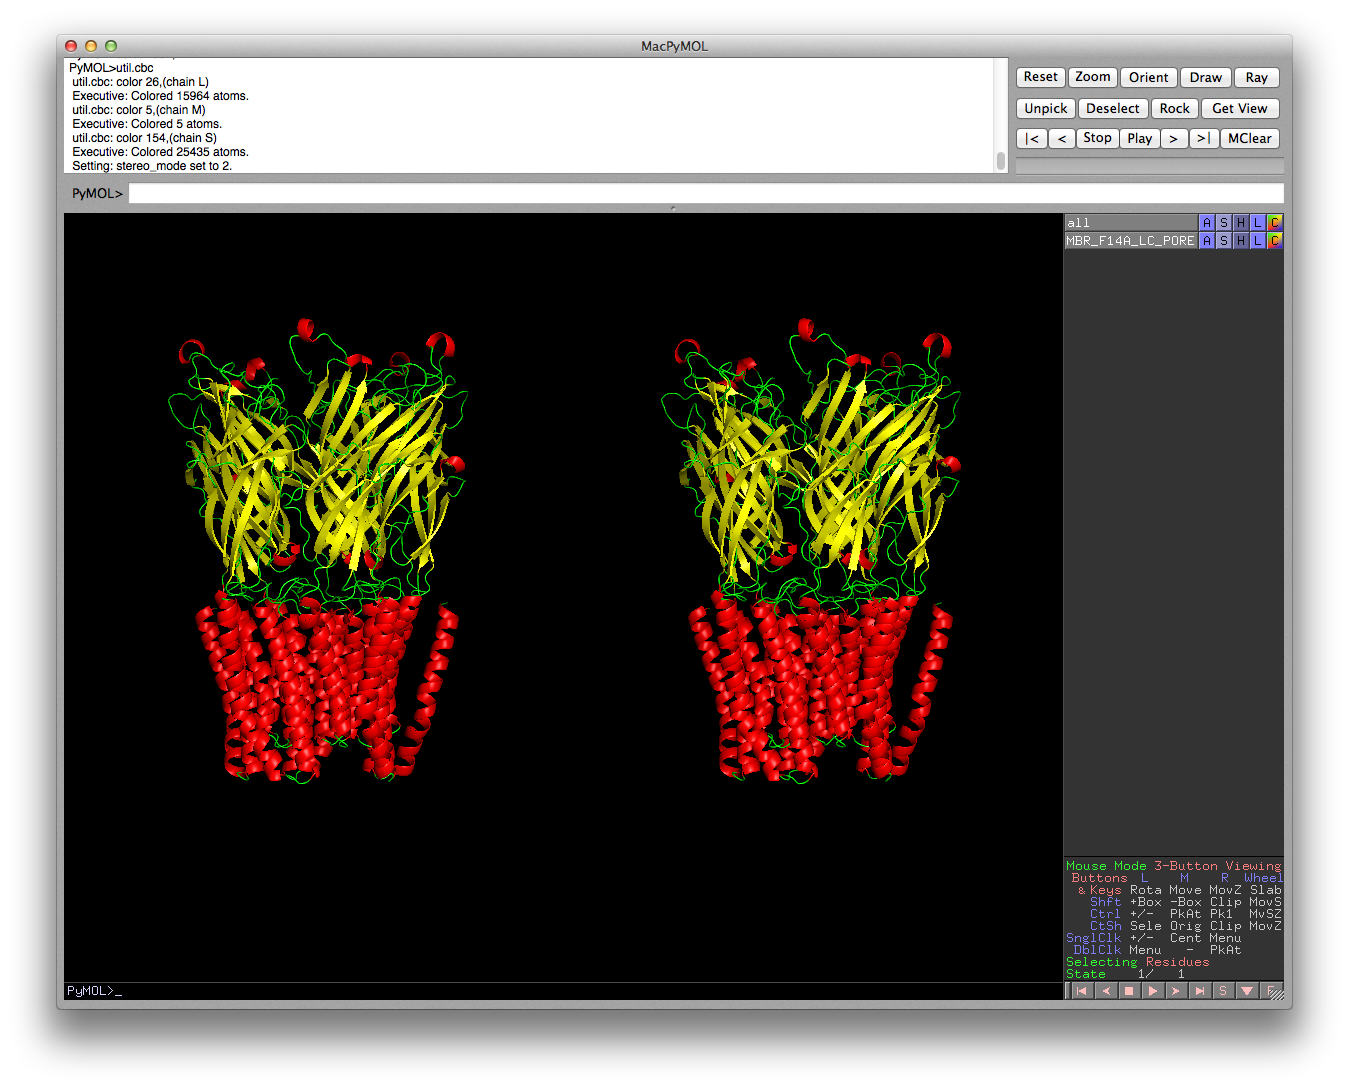 MacPyMOL
PyMOL>util.cbc
util.cbc: color 26,(chain L)
Executive: Colored 15964 atoms.
util.cbc: color 5,(chain M)
Executive: Colored 5 atoms.
util.cbc: color 154,(chain S)
Executive: Colored 25435 atoms.
Setting: stereo_mode set to 2.
Reset Zoom Orient Draw Ray
Unpick Deselect Rock Get View
|< < Stop Play > >| MClear
PyMOL>
all A S H L C
MBR_F14A_LC_PORE A S H L C
Mouse Mode 3-Button Viewing
Buttons L M R Wheel
& Keys Rota Move MovZ Slab
Shft +Box -Box Clip MovS
Ctrl +/- PkAt Pk1 MvSZ
CtSh Sele Orig Clip MovZ
SnglClk +/- Cent Menu
DblClk Menu - PkAt
Selecting Residues
State 1/ 1
PyMOL>_
S F